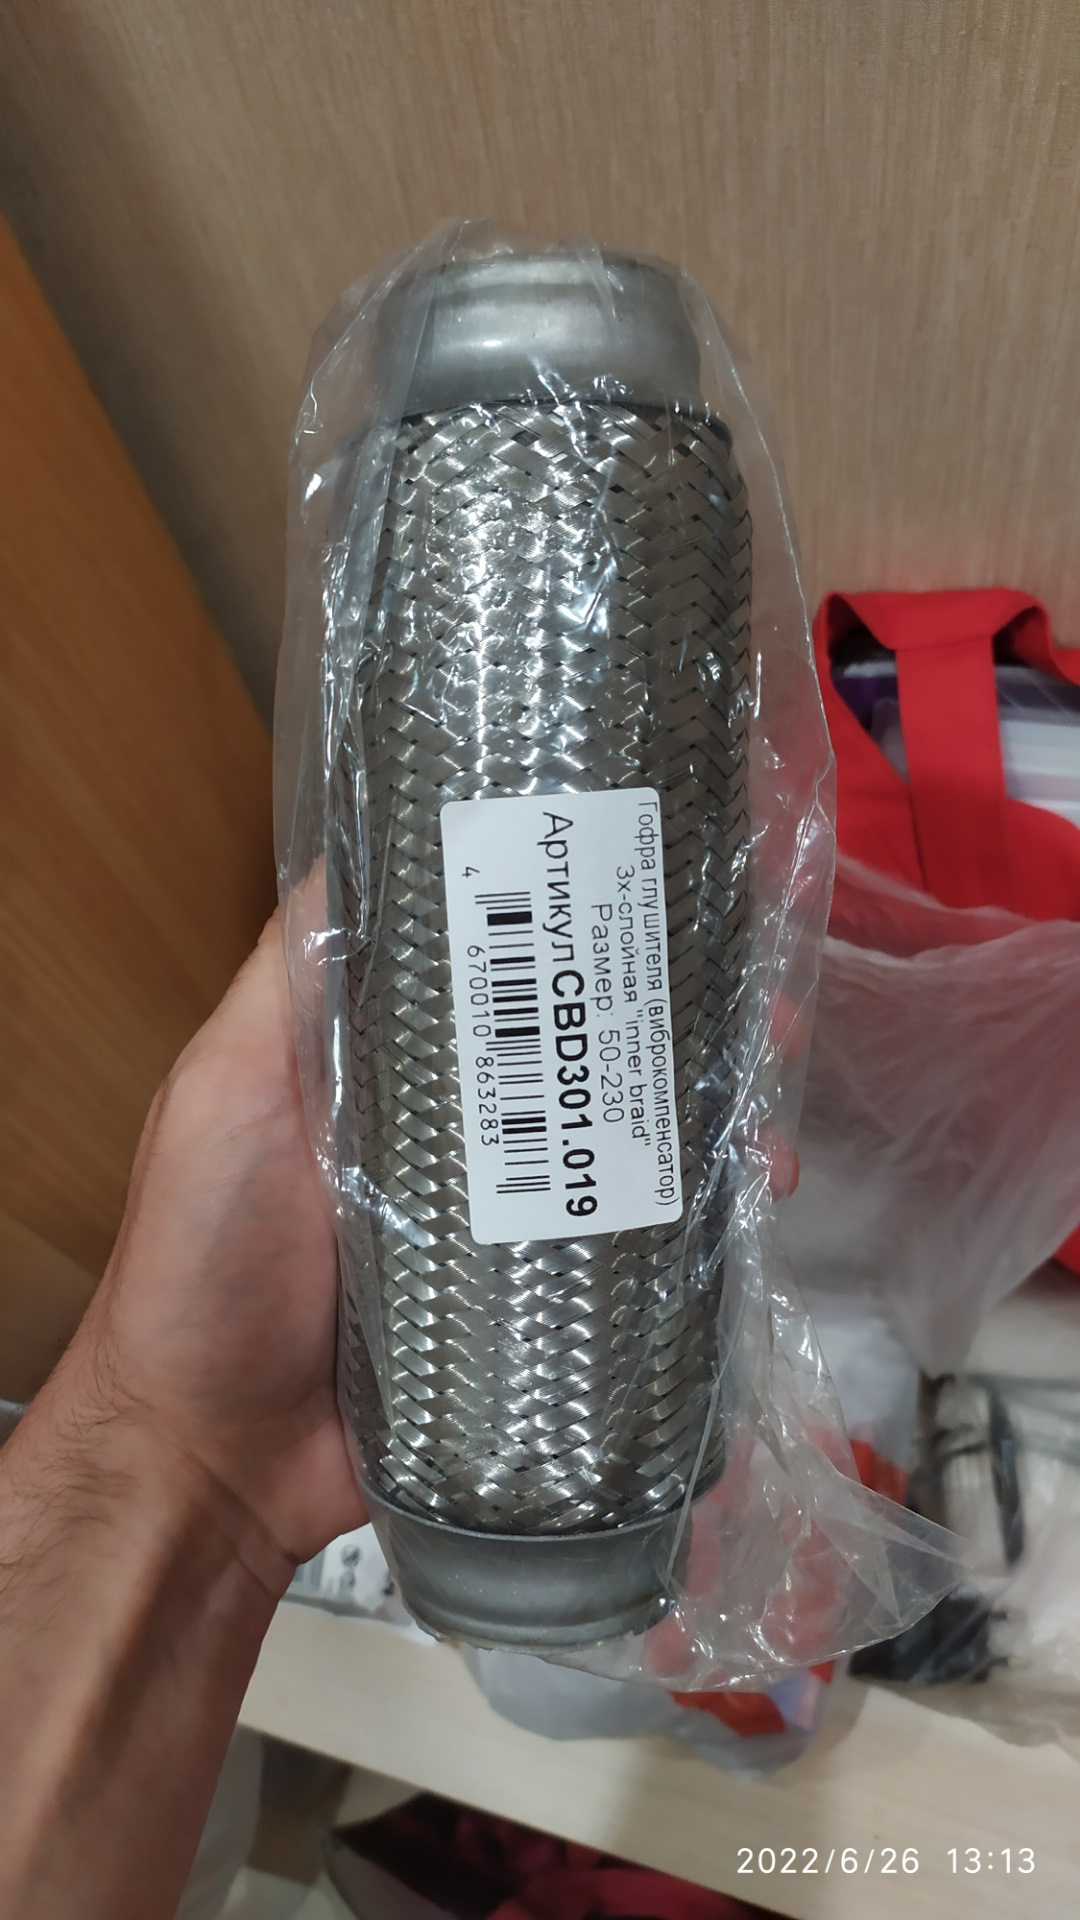 Гофра глушителя (виброкомпенсатор)
3х-слойная "inner braid"
Размер: 50-230
Артикул CBD301.019
4 670010 863283
2022/6/26 13:13